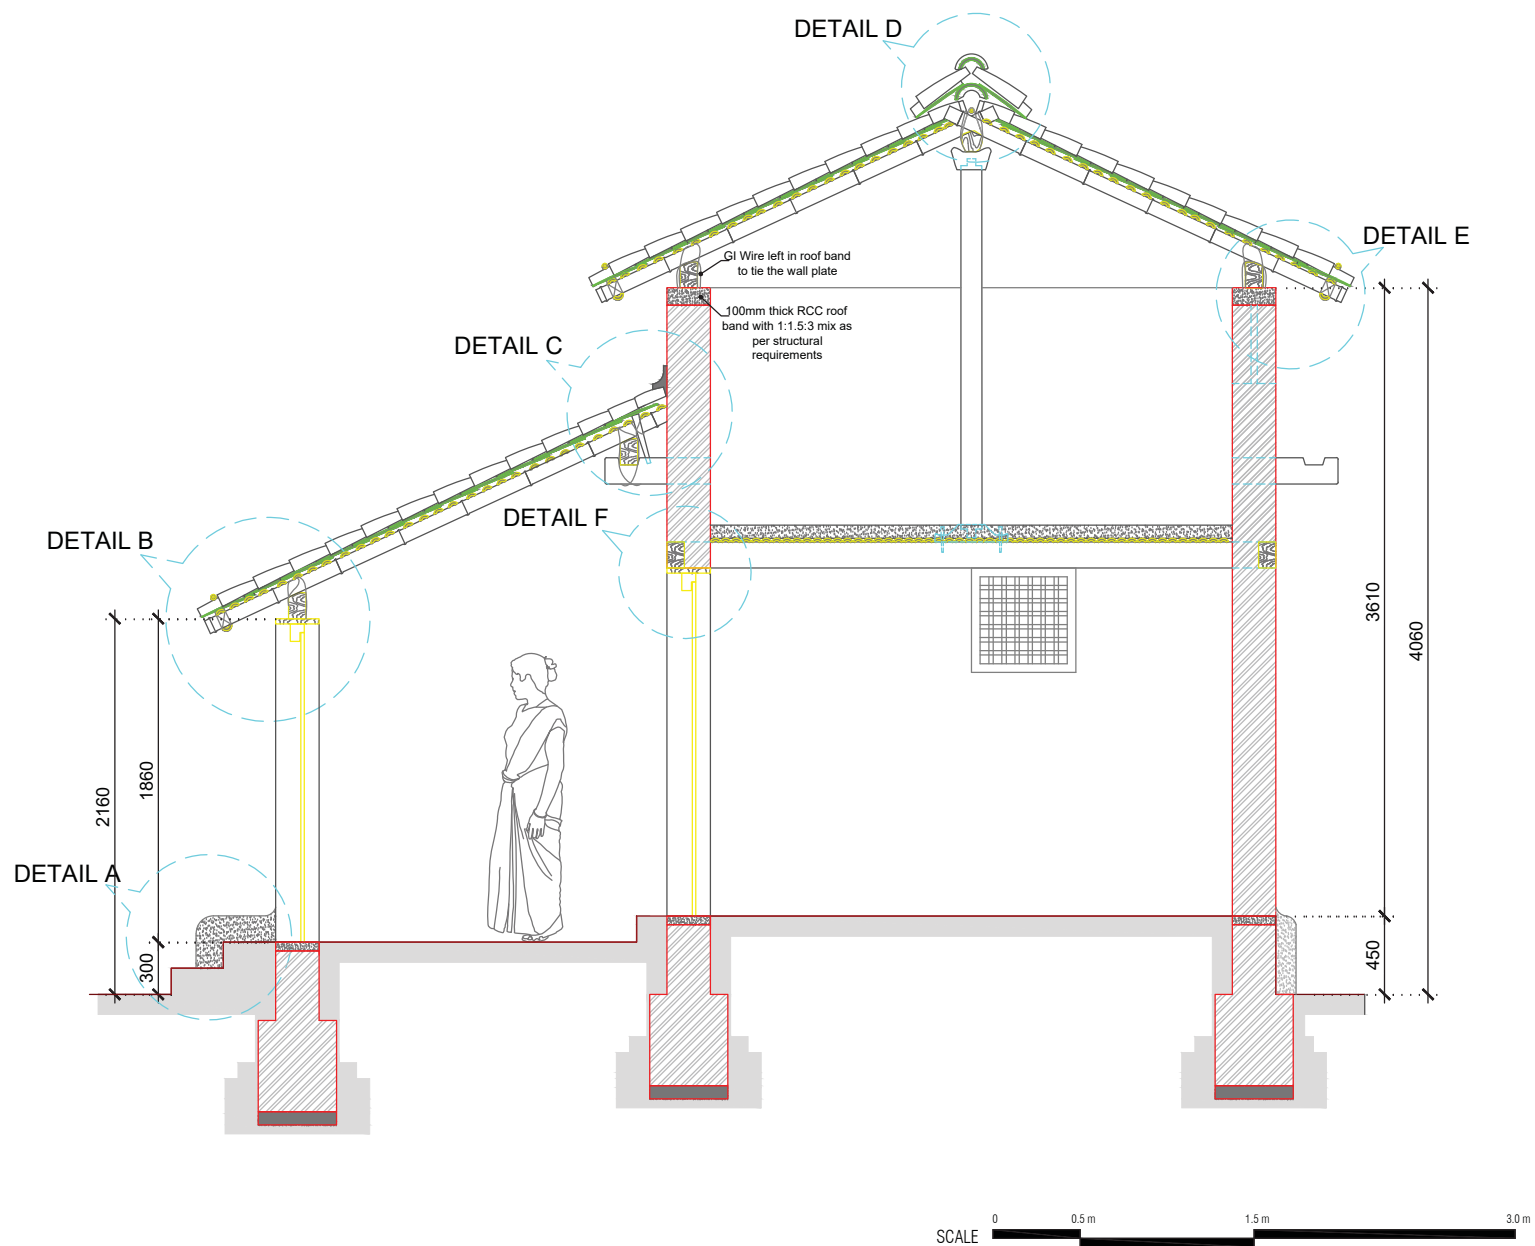 DETAIL D
DETAIL E
GI Wire left in roof band
to tie the wall plate
100mm thick RCC roof
band with 1:1.5:3 mix as
per structural
requirements
DETAIL C
DETAIL F
DETAIL B
3610
4060
1860
2160
DETAIL A
300
450
0
0.5 m
1.5 m
3.0 m
SCALE